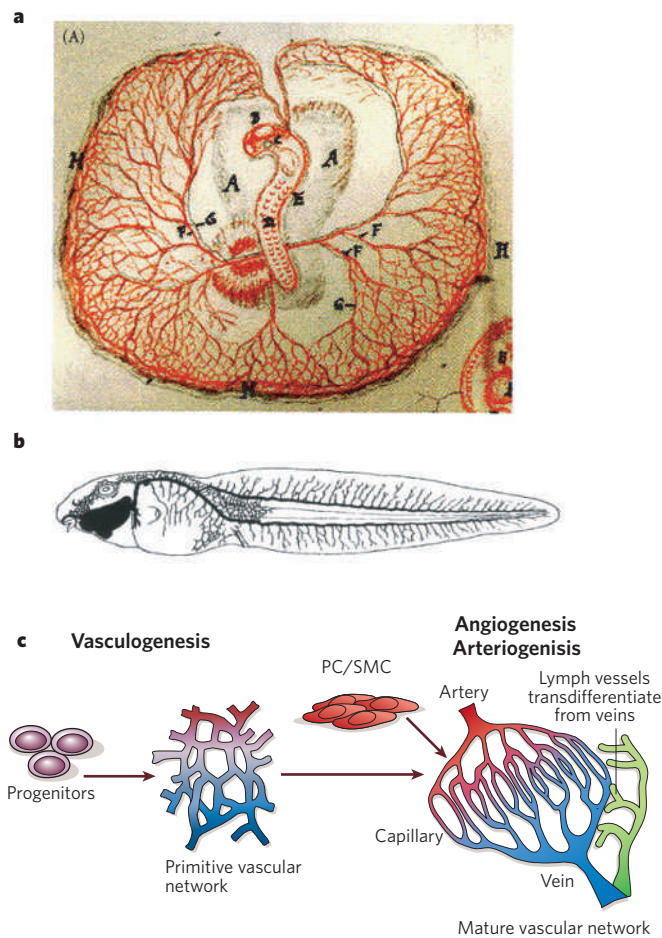 a
(A)
B
C
A
A
E
D
H
F
G
F
F
H
G
H
b
c
Vasculogenesis
Angiogenesis
Arteriogenisis
PC/SMC
Artery
Lymph vessels
transdifferentiate
from veins
Progenitors
Capillary
Primitive vascular
network
Vein
Mature vascular network